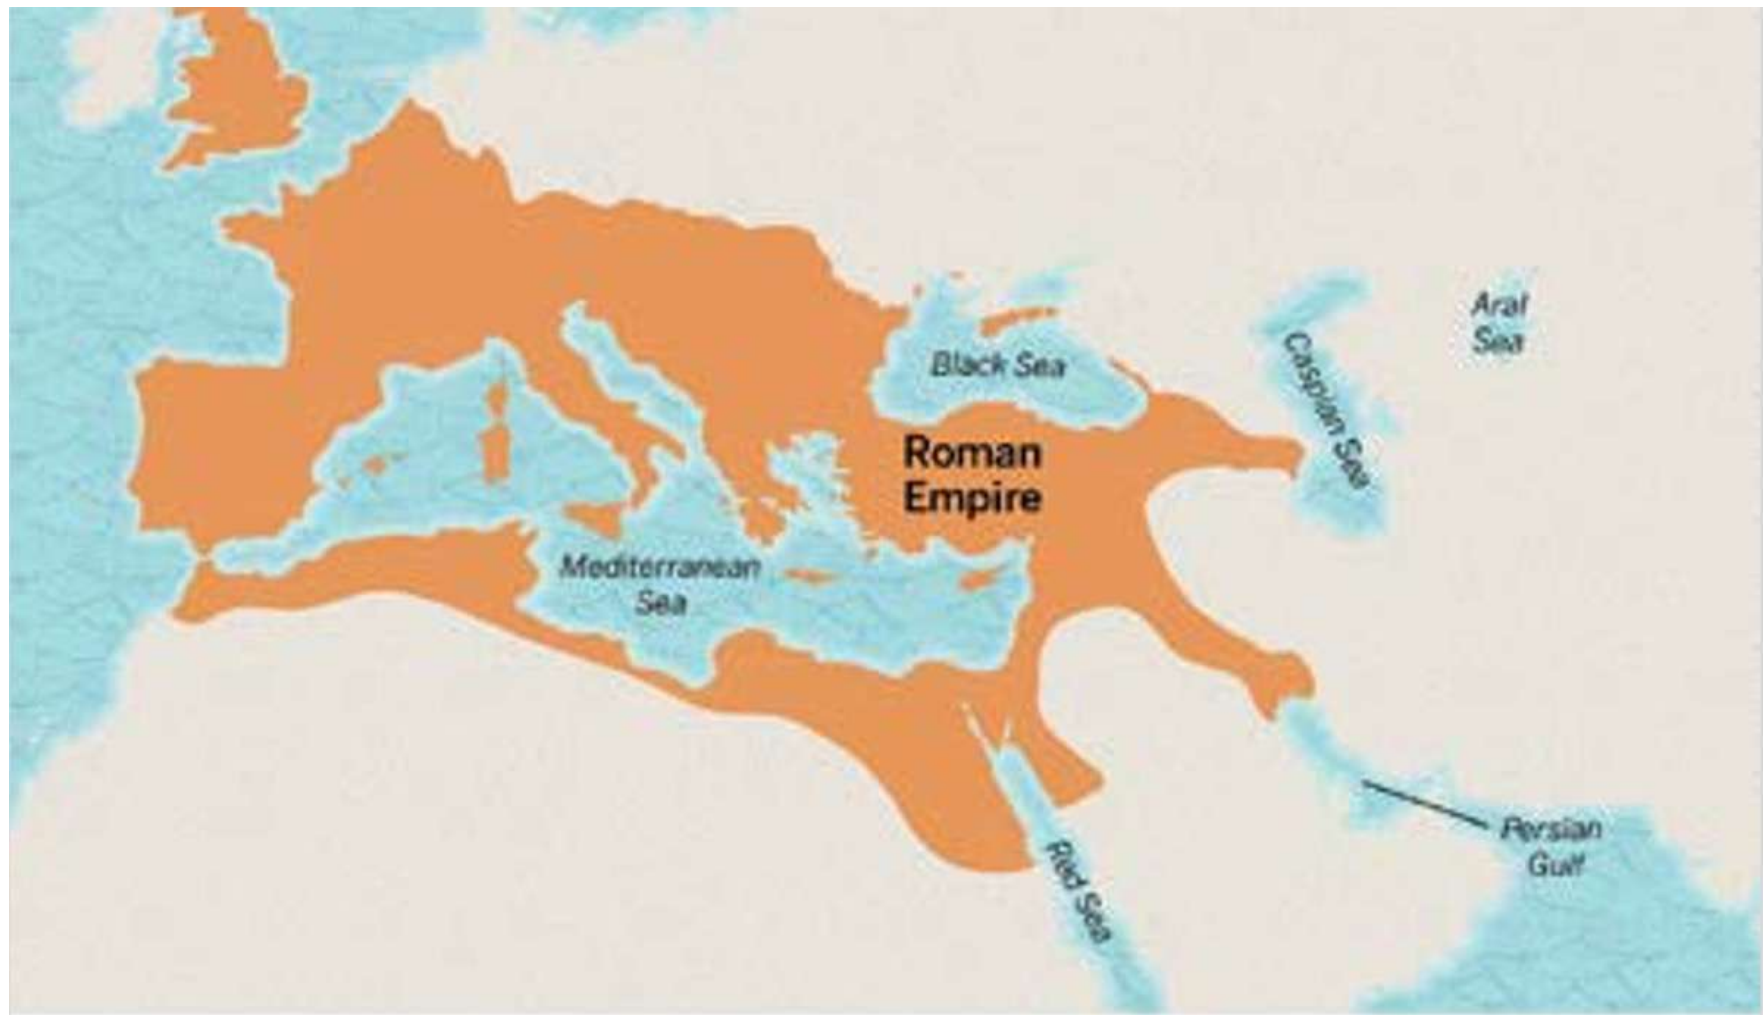 Aral
Sea
Black Sea
Caspian Sea
Roman
Empire
Mediterranean
Sea
Persian
Gulf
Red Sea